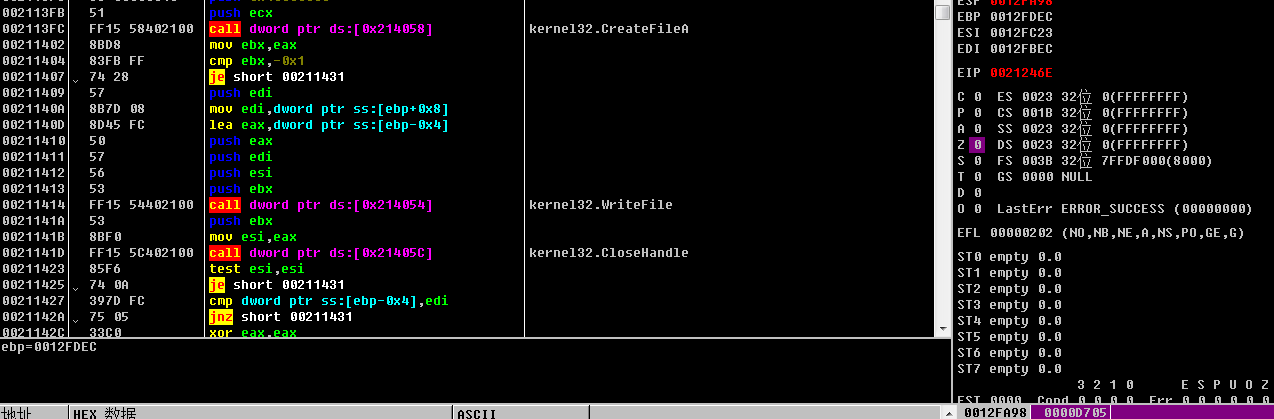 002113FB 51 push ecx
002113FC FF15 58402100 call dword ptr ds:[0x214058] kernel32.CreateFileA
00211402 8BD8 mov ebx,eax
00211404 83FB FF cmp ebx,-0x1
00211407 74 28 je short 00211431
00211409 57 push edi
0021140A 8B7D 08 mov edi,dword ptr ss:[ebp+0x8]
0021140D 8D45 FC lea eax,dword ptr ss:[ebp-0x4]
00211410 50 push eax
00211411 57 push edi
00211412 56 push esi
00211413 53 push ebx
00211414 FF15 54402100 call dword ptr ds:[0x214054] kernel32.WriteFile
0021141A 53 push ebx
0021141B 8BF0 mov esi,eax
0021141D FF15 5C402100 call dword ptr ds:[0x21405C] kernel32.CloseHandle
00211423 85F6 test esi,esi
00211425 74 0A je short 00211431
00211427 397D FC cmp dword ptr ss:[ebp-0x4],edi
0021142A 75 05 jnz short 00211431
0021142C 33C0 xor eax,eax
ebp=0012FDEC
地址 HEX 数据 ASCII
ESP 0012FA98
EBP 0012FDEC
ESI 0012FC23
EDI 0012FBEC
EIP 0021246E
C 0 ES 0023 32位 0(FFFFFFFF)
P 0 CS 001B 32位 0(FFFFFFFF)
A 0 SS 0023 32位 0(FFFFFFFF)
Z 0 DS 0023 32位 0(FFFFFFFF)
S 0 FS 003B 32位 7FFDF000(8000)
T 0 GS 0000 NULL
D 0
O 0 LastErr ERROR_SUCCESS (00000000)
EFL 00000202 (NO,NB,NE,A,NS,PO,GE,G)
ST0 empty 0.0
ST1 empty 0.0
ST2 empty 0.0
ST3 empty 0.0
ST4 empty 0.0
ST5 empty 0.0
ST6 empty 0.0
ST7 empty 0.0
3 2 1 0 E S P U O Z
FST 0000 Cond 0 0 0 0 Err 0 0 0 0 0 0
0012FA98 0000D705